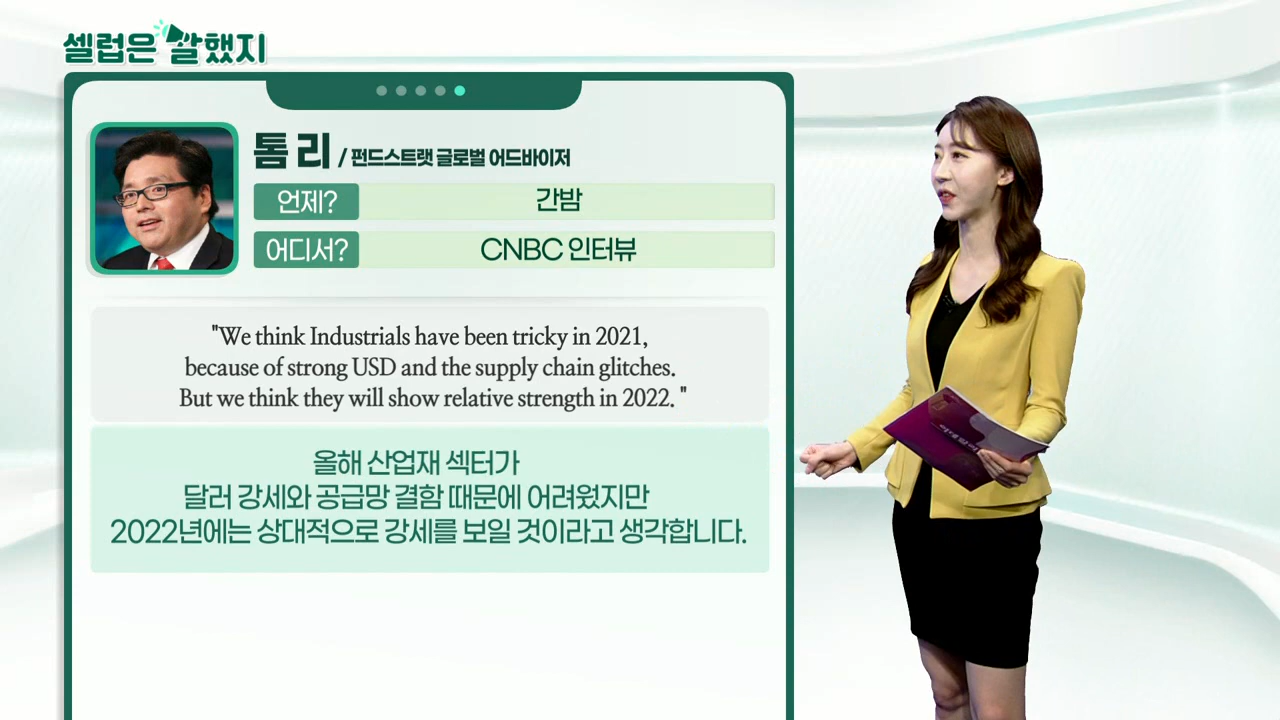 셀럽은 말했지
톰 리 / 펀드스트랫 글로벌 어드바이저
언제? 간밤
어디서? CNBC 인터뷰
"We think Industrials have been tricky in 2021,
because of strong USD and the supply chain glitches.
But we think they will show relative strength in 2022. "
올해 산업재 섹터가
달러 강세와 공급망 결함 때문에 어려웠지만
2022년에는 상대적으로 강세를 보일 것이라고 생각합니다.